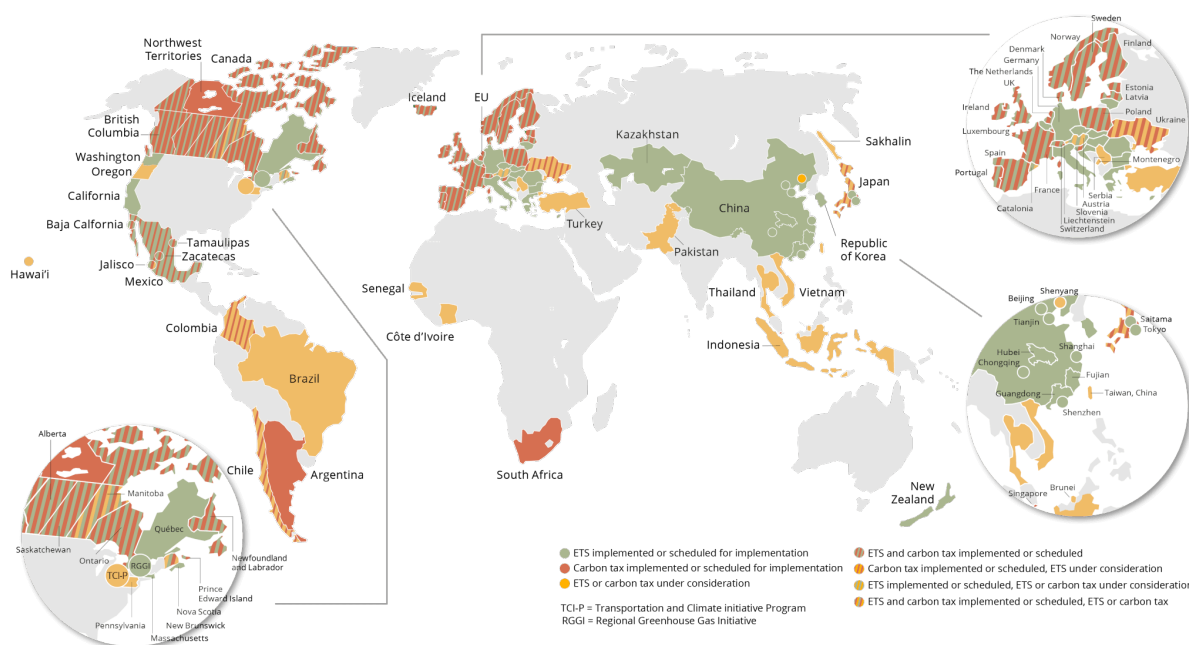 Northwest
Territories
Canada
British
Columbia
Washington
Oregon
California
Baja Calfornia
Tamaulipas
Zacatecas
Jalisco
Mexico
Hawai'i
Colombia
Brazil
Chile
Argentina
Iceland
EU
Kazakhstan
China
Sakhalin
Japan
Republic
of Korea
Turkey
Pakistan
Thailand
Vietnam
Indonesia
Senegal
Côte d'Ivoire
South Africa
New
Zealand
Sweden
Norway
Finland
Denmark
Germany
The Netherlands
UK
Ireland
Estonia
Latvia
Poland
Ukraine
Luxembourg
Spain
Portugal
Montenegro
France
Catalonia
Serbia
Austria
Slovenia
Liechtenstein
Switzerland
Shenyang
Beijing
Tianjin
Saitama
Tokyo
Shanghai
Hubei
Chongqing
Fujian
Guangdong
Taiwan, China
Shenzhen
Singapore
Brunei
Alberta
Manitoba
Québec
Saskatchewan
Ontario
TCI-P
RGGI
Newfoundland
and Labrador
Prince
Edward Island
Nova Scotia
Pennsylvania
New Brunswick
Massachusetts
ETS implemented or scheduled for implementation
Carbon tax implemented or scheduled for implementation
ETS or carbon tax under consideration
TCI-P = Transportation and Climate initiative Program
RGGI = Regional Greenhouse Gas Initiative
ETS and carbon tax implemented or scheduled
Carbon tax implemented or scheduled, ETS under consideration
ETS implemented or scheduled, ETS or carbon tax under consideration
ETS and carbon tax implemented or scheduled, ETS or carbon tax